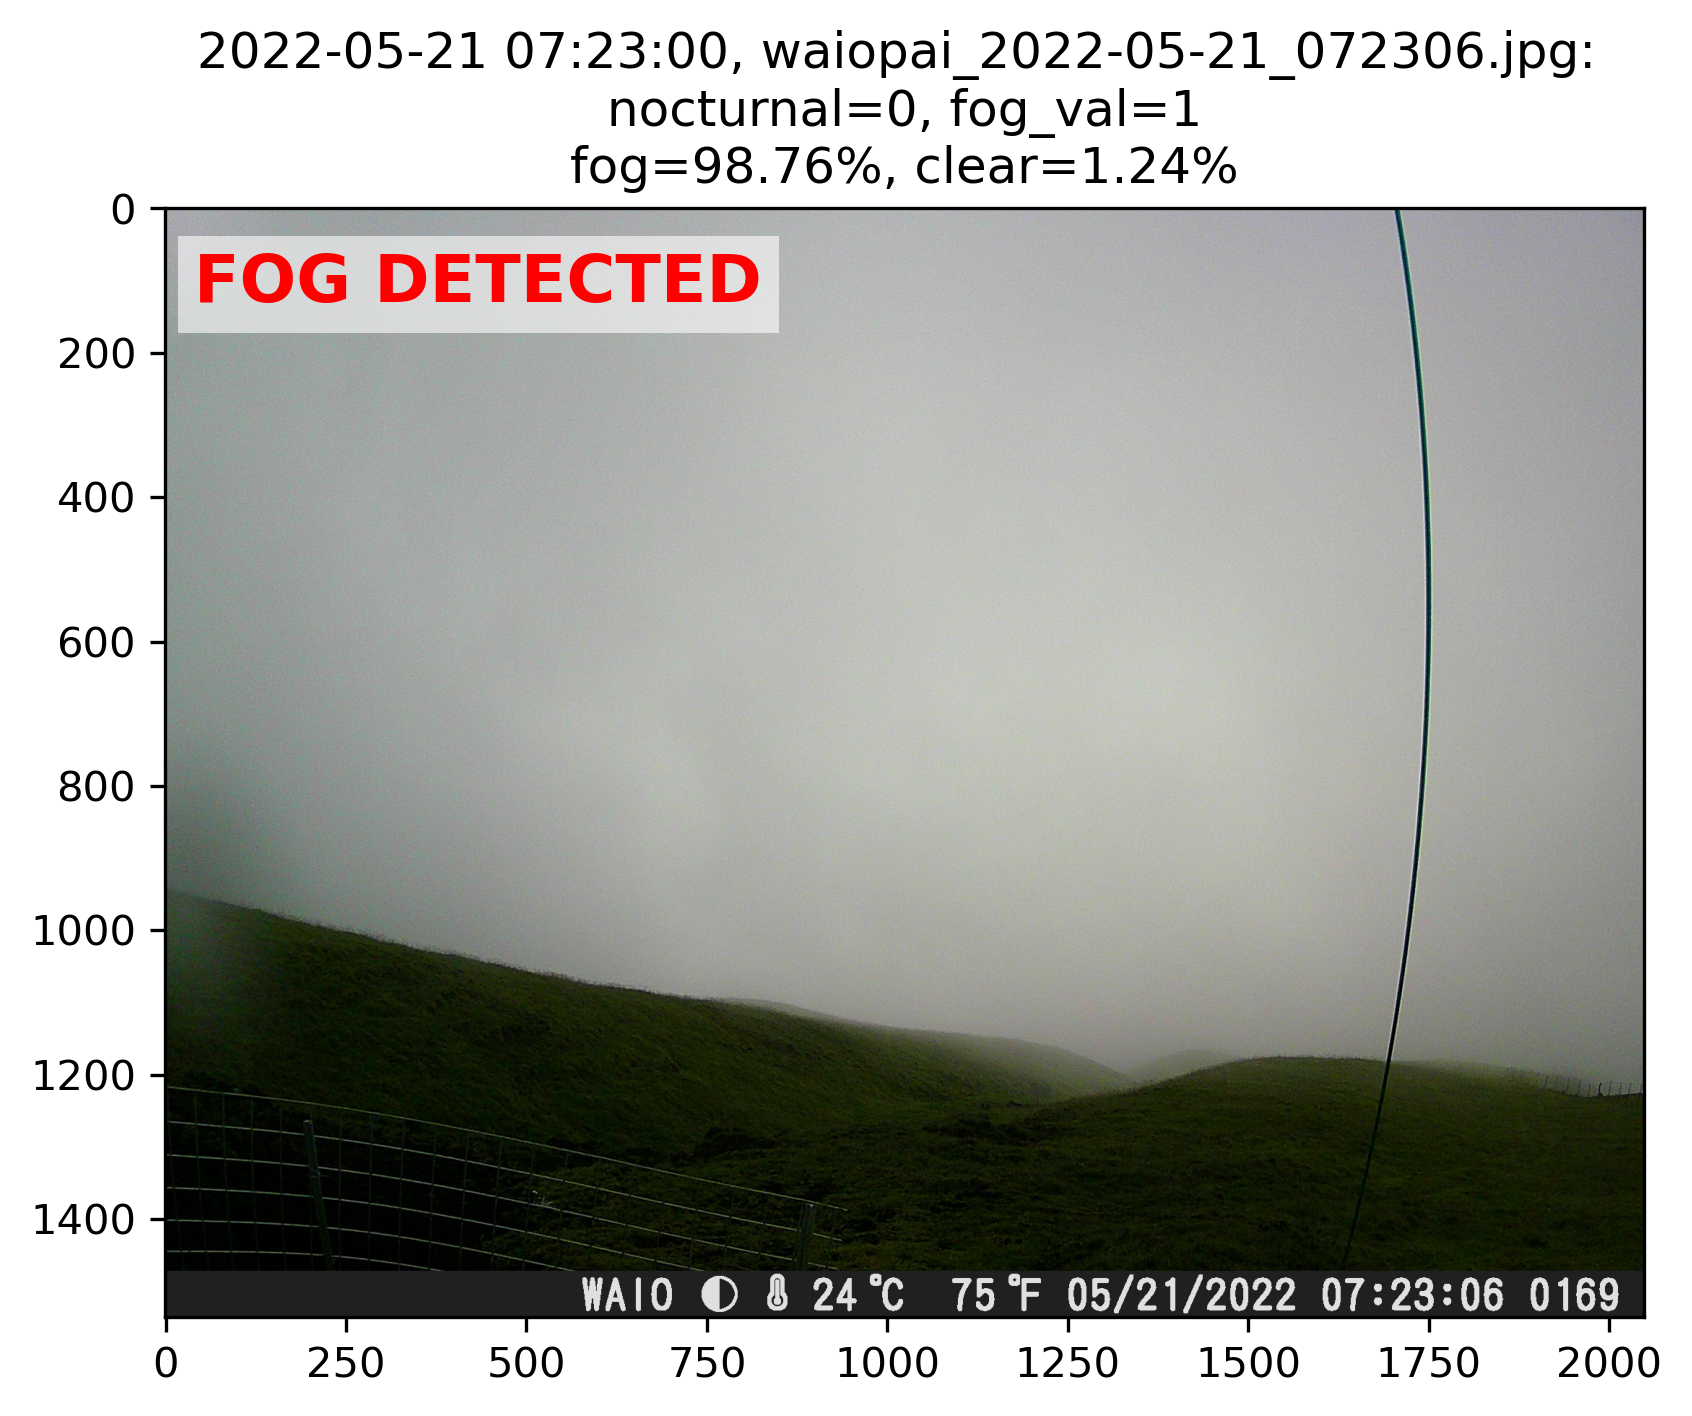 2022-05-21 07:23:00, waiopai_2022-05-21_072306.jpg:
nocturnal=0, fog_val=1
fog=98.76%, clear=1.24%
FOG DETECTED
0
200
400
600
800
1000
1200
1400
WAIO 24°C 75°F 05/21/2022 07:23:06 0169
0 250 500 750 1000 1250 1500 1750 2000